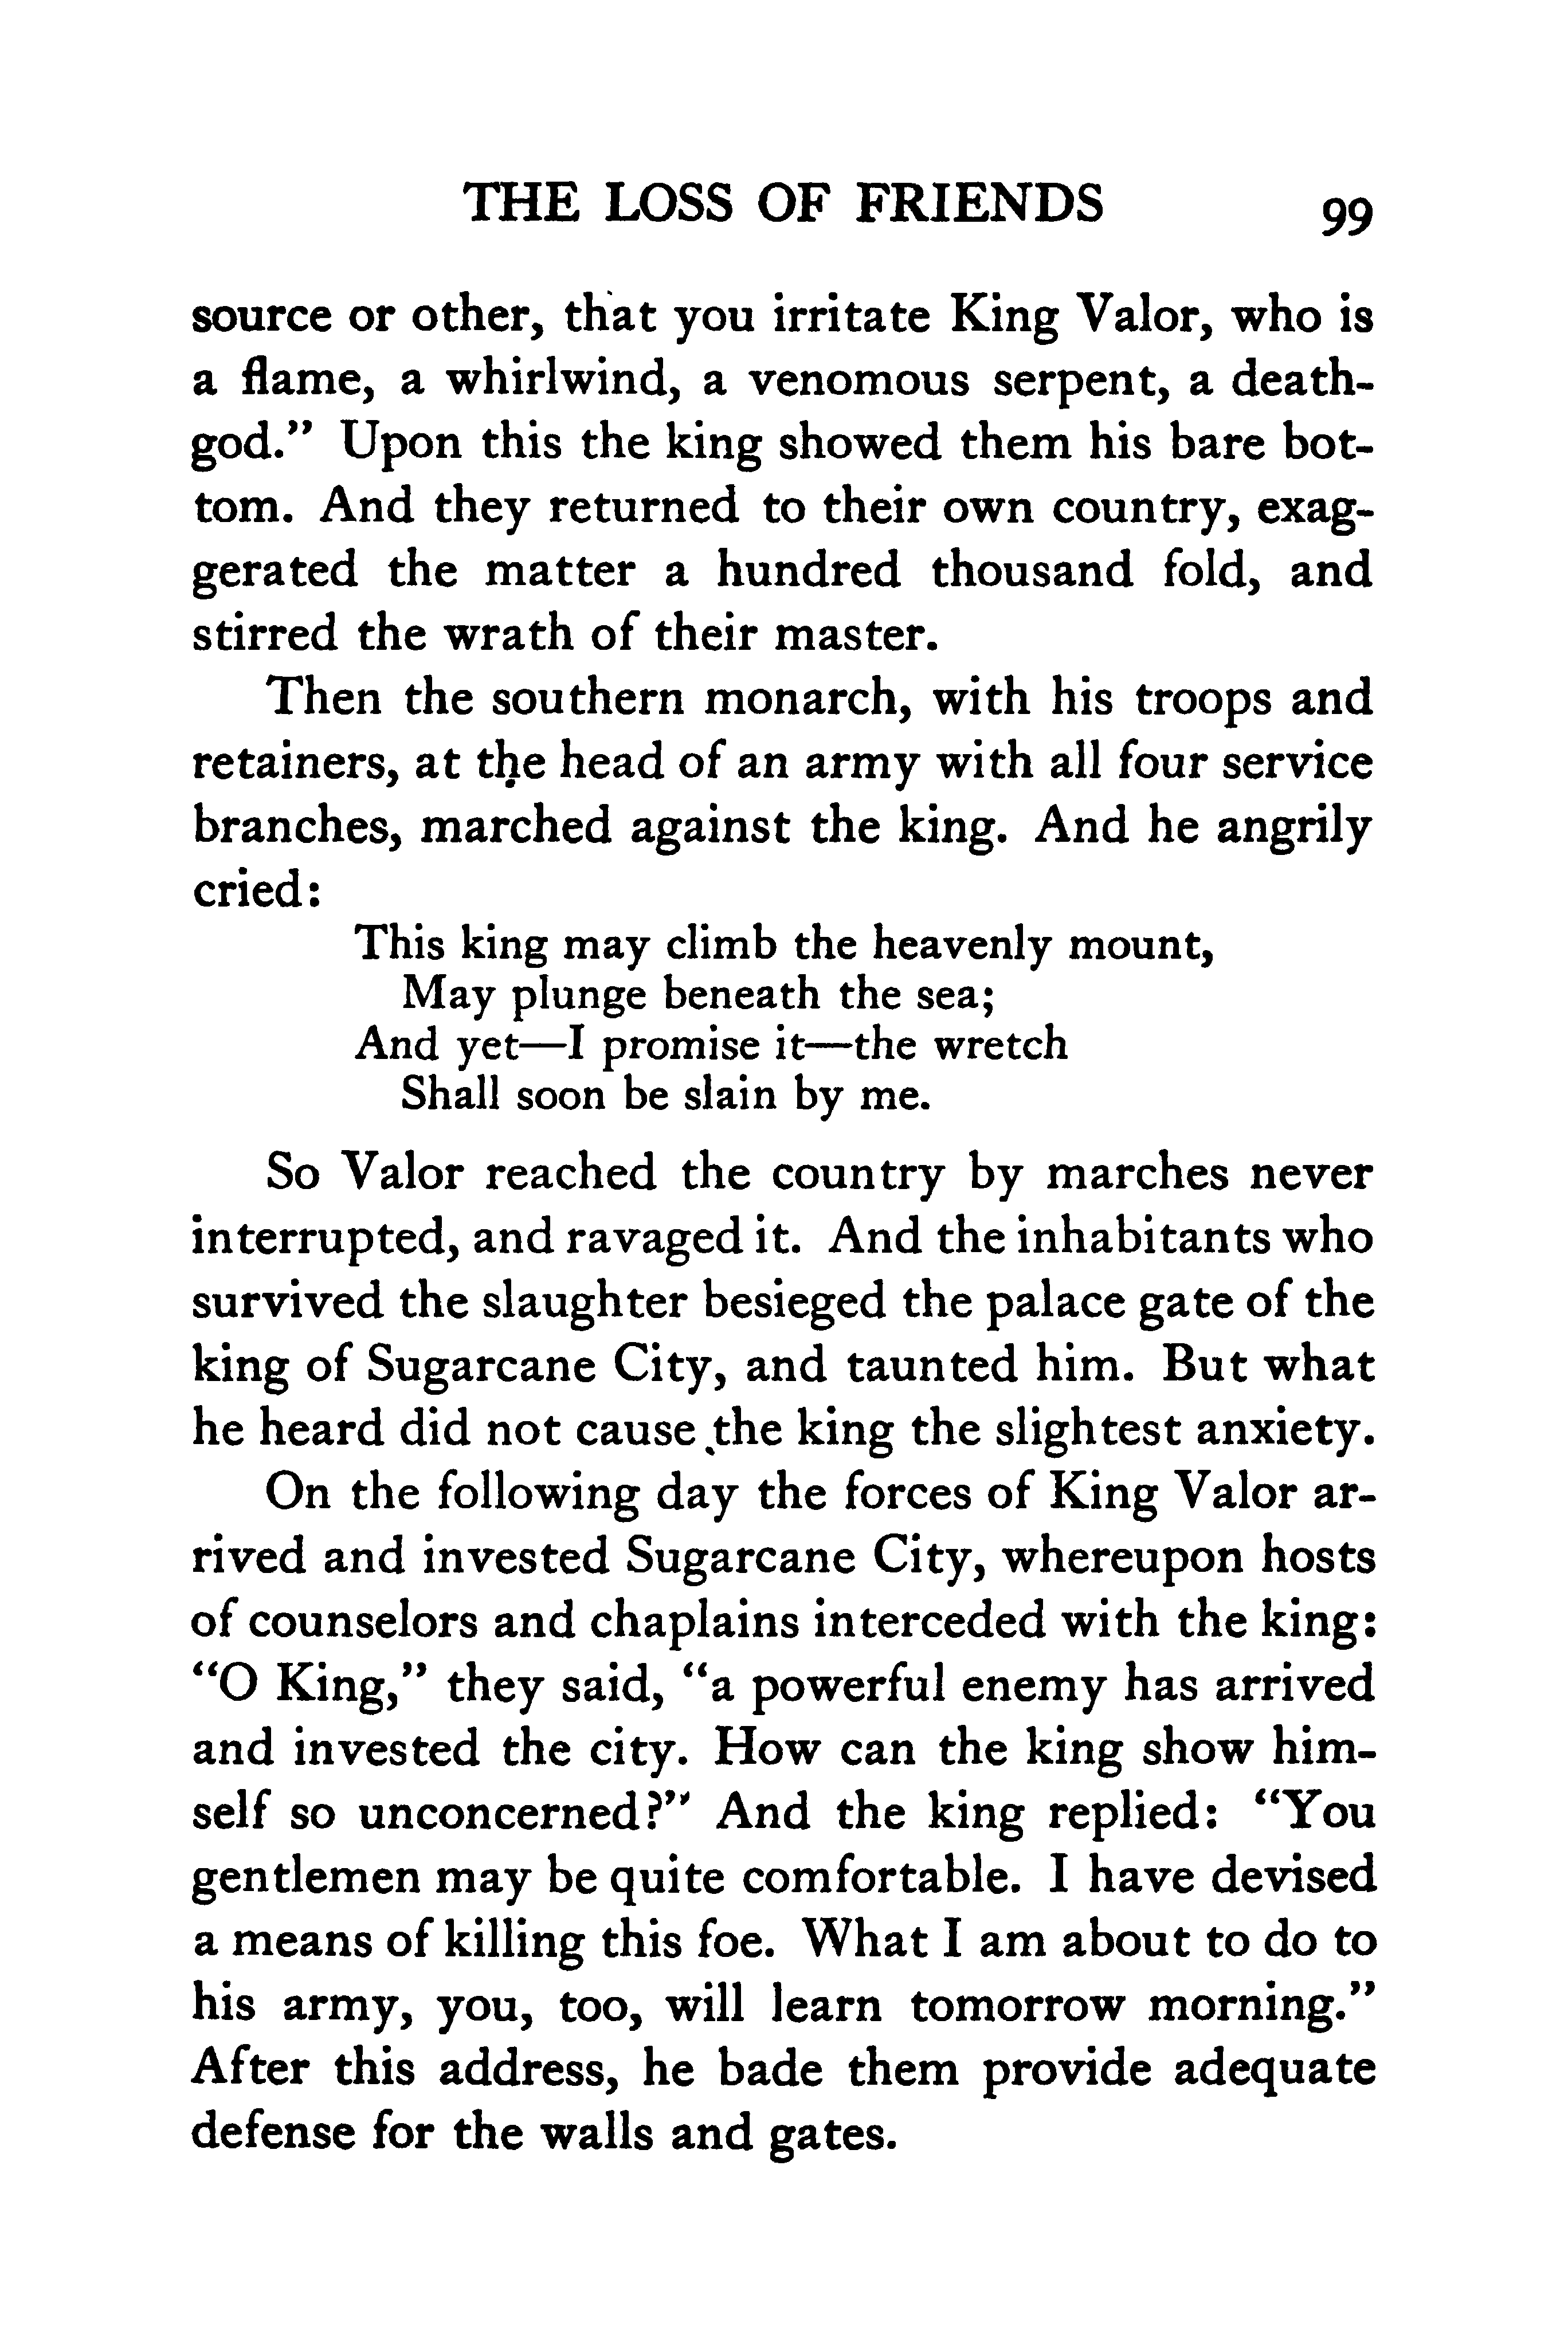 THE LOSS OF FRIENDS 99
source or other, that you irritate King Valor, who is
a flame, a whirlwind, a venomous serpent, a death-
god.” Upon this the king showed them his bare bot-
tom. And they returned to their own country, exag-
gerated the matter a hundred thousand fold, and
stirred the wrath of their master.
Then the southern monarch, with his troops and
retainers, at the head of an army with all four service
branches, marched against the king. And he angrily
cried:
This king may climb the heavenly mount,
May plunge beneath the sea;
And yet—I promise it—the wretch
Shall soon be slain by me.
So Valor reached the country by marches never
interrupted, and ravaged it. And the inhabitants who
survived the slaughter besieged the palace gate of the
king of Sugarcane City, and taunted him. But what
he heard did not cause the king the slightest anxiety.
On the following day the forces of King Valor ar-
rived and invested Sugarcane City, whereupon hosts
of counselors and chaplains interceded with the king:
“O King,” they said, “a powerful enemy has arrived
and invested the city. How can the king show him-
self so unconcerned?” And the king replied: “You
gentlemen may be quite comfortable. I have devised
a means of killing this foe. What I am about to do to
his army, you, too, will learn tomorrow morning.”
After this address, he bade them provide adequate
defense for the walls and gates.